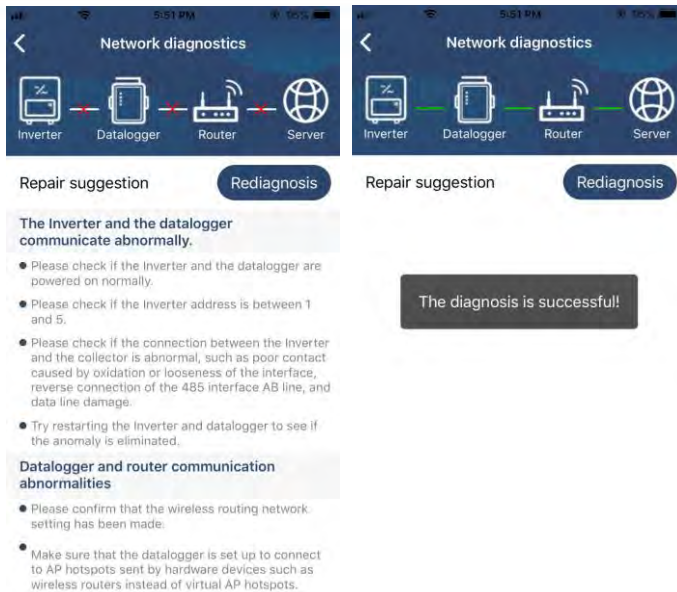 5:51 PM
Network diagnostics
Inverter Datalogger Router Server
Repair suggestion Rediagnosis
The Inverter and the datalogger
communicate abnormally.
Please check if the Inverter and the datalogger are
powered on normally.
Please check if the Inverter address is between 1
and 5.
Please check if the connection between the Inverter
and the collector is abnormal, such as poor contact
caused by oxidation or looseness of the interface,
reverse connection of the 485 interface AB line, and
data line damage.
Try restarting the Inverter and datalogger to see if
the anomaly is eliminated.
Datalogger and router communication
abnormalities
Please confirm that the wireless routing network
setting has been made.
Make sure that the datalogger is set up to connect
to AP hotspots sent by hardware devices such as
wireless routers instead of virtual AP hotspots.
5:51 PM
Network diagnostics
Inverter Datalogger Router Server
Repair suggestion Rediagnosis
The diagnosis is successful!